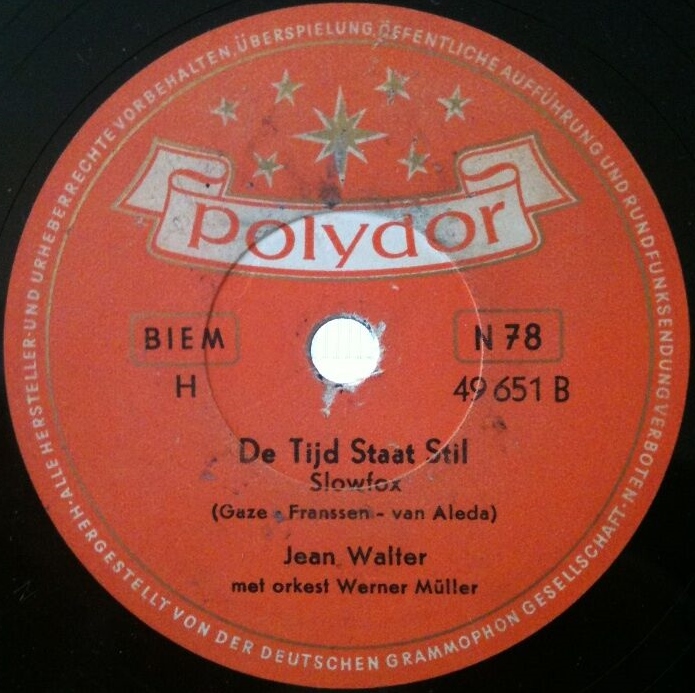 ALLE HERSTELLER- UND URHEBERRECHTE VORBEHALTEN, ÜBERSPIELUNG, ÖFFENTLICHE AUFFÜHRUNG UND RUNDFUNKSENDUNG VERBOTEN.
polydor
BIEM
N 78
H
49 651 B
De Tijd Staat Stil
Slowfox
(Gaze - Franssen - van Aleda)
Jean Walter
met orkest Werner Müller
HERGESTELLT VON DER DEUTSCHEN GRAMMOPHON GESELLSCHAFT.